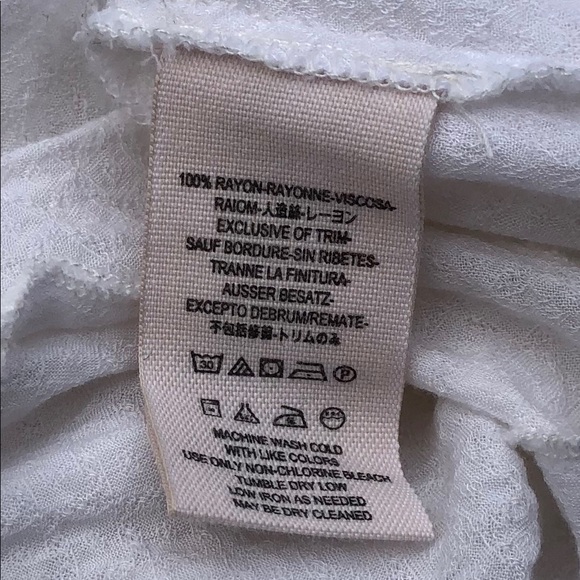 100% RAYON-RAYONNE-VISCOSA-
RAIOM-人造絲-レーヨン
EXCLUSIVE OF TRIM-
SAUF BORDURE-SIN RIBETES-
TRANNE LA FINITURA-
AUSSER BESATZ-
EXCEPTO DEBRUM/REMATE-
不包括修飾-トリムのみ
30 P
MACHINE WASH COLD
WITH LIKE COLORS
USE ONLY NON-CHLORINE BLEACH
TUMBLE DRY LOW
LOW IRON AS NEEDED
MAY BE DRY CLEANED